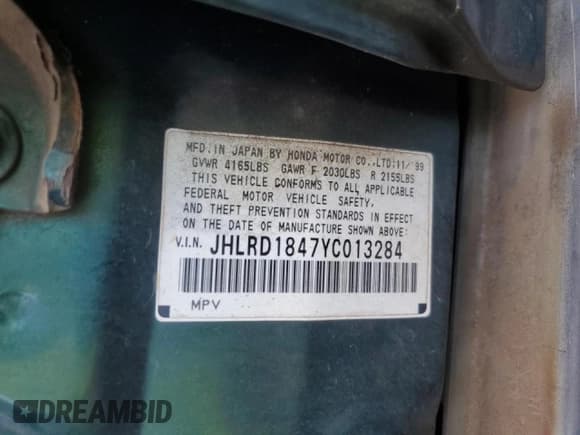 MFD. IN JAPAN BY HONDA MOTOR CO., LTD. 11/'99
GVWR 4165LBS GAWR F 2030LBS R 2155LBS
THIS VEHICLE CONFORMS TO ALL APPLICABLE
FEDERAL MOTOR VEHICLE SAFETY,
AND THEFT PREVENTION STANDARDS IN EFFECT
ON THE DATE OF MANUFACTURE SHOWN ABOVE:
V.I.N. JHLRD1847YC013284
MPV
DREAMBID